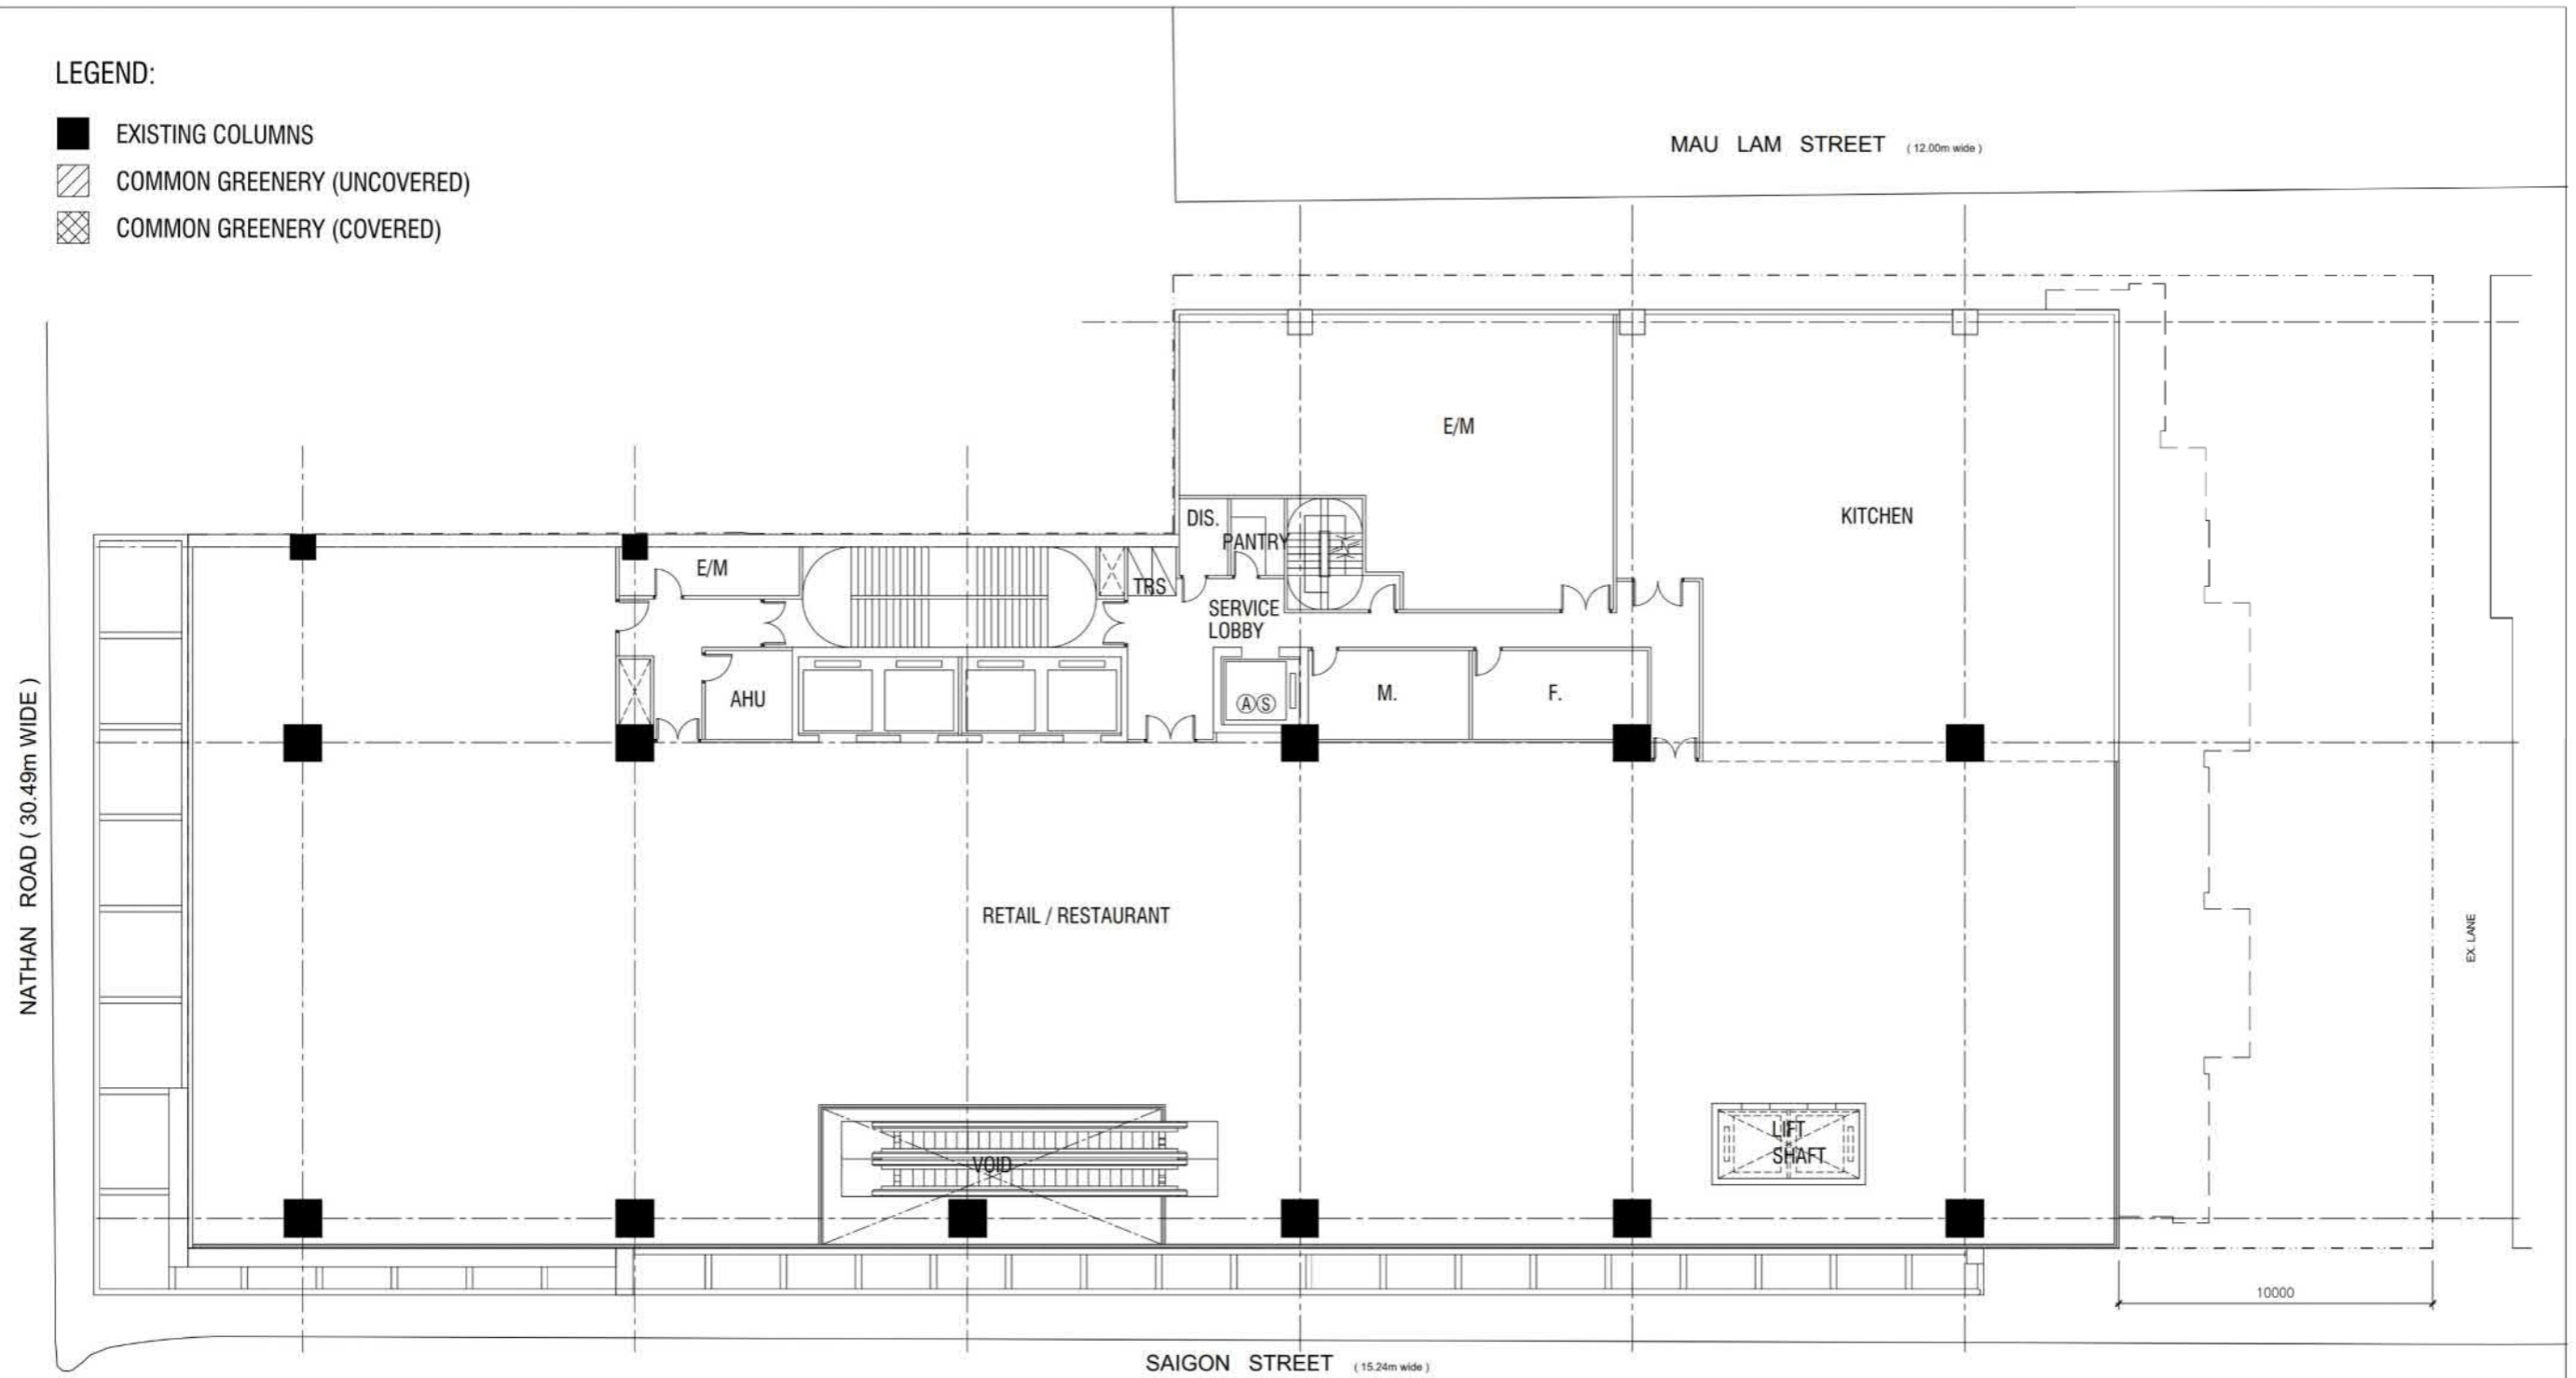 LEGEND:
EXISTING COLUMNS
COMMON GREENERY (UNCOVERED)
COMMON GREENERY (COVERED)
MAU LAM STREET ( 12.00m wide )
E/M
KITCHEN
DIS.
PANTRY
E/M
TRS
SERVICE
LOBBY
AHU
A S
M.
F.
NATHAN ROAD ( 30.49m WIDE )
RETAIL / RESTAURANT
EX. LANE
LIFT
SHAFT
VOID
10000
SAIGON STREET ( 15.24m wide )